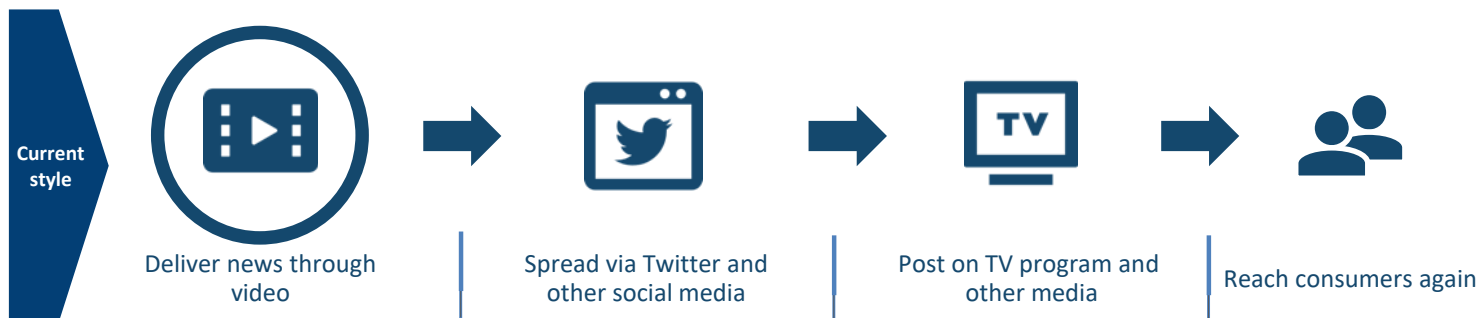 Current
style
TV
Deliver news through
video
Spread via Twitter and
other social media
Post on TV program and
other media
Reach consumers again